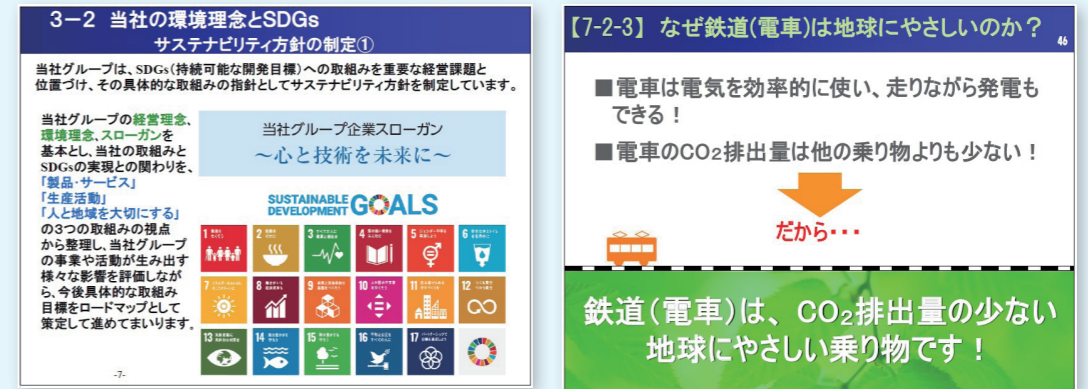 3－2 当社の環境理念とSDGs
サステナビリティ方針の制定①
当社グループは、SDGs（持続可能な開発目標）への取組みを重要な経営課題と
位置づけ、その具体的な取組みの指針としてサステナビリティ方針を制定しています。
当社グループの経営理念、
環境理念、スローガンを
基本とし、当社の取組みと
SDGsの実現との関わりを、
「製品・サービス」
「生産活動」
「人と地域を大切にする」
の3つの取組みの視点
から整理し、当社グループ
の事業や活動が生み出す
様々な影響を評価しなが
ら、今後具体的な取組み
目標をロードマップとして
策定して進めてまいります。
当社グループ企業スローガン
～心と技術を未来に～
SUSTAINABLE
DEVELOPMENT GOALS
1
2
3
4
5
6
7
8
9
10
11
12
13
14
15
16
17
-7-
【7-2-3】なぜ鉄道(電車)は地球にやさしいのか？
46
■電車は電気を効率的に使い、走りながら発電も
できる！
■電車のCO₂排出量は他の乗り物よりも少ない！
だから・・・
鉄道（電車）は、CO₂排出量の少ない
地球にやさしい乗り物です！